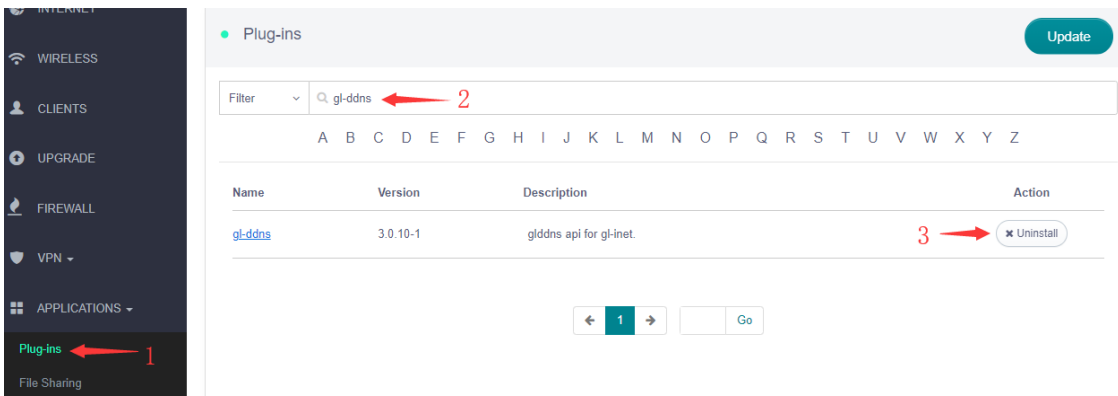 INTERNET
WIRELESS
CLIENTS
UPGRADE
FIREWALL
VPN
APPLICATIONS
Plug-ins
1
File Sharing
Plug-ins
Update
Filter
gl-ddns
2
A B C D E F G H I J K L M N O P Q R S T U V W X Y Z
Name Version Description Action
gl-ddns 3.0.10-1 glddns api for gl-inet. 3 Uninstall
1
Go